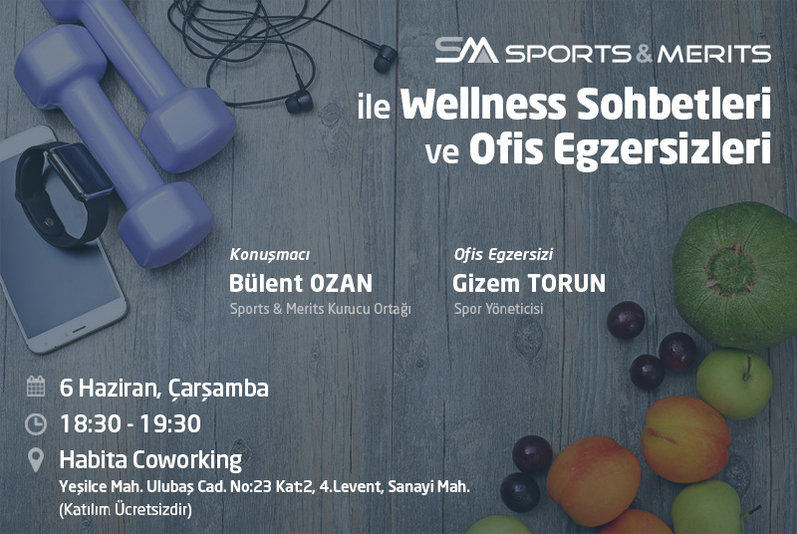 SM SPORTS & MERITS
ile Wellness Sohbetleri
ve Ofis Egzersizleri
Konuşmacı
Bülent OZAN
Sports & Merits Kurucu Ortağı
Ofis Egzersizi
Gizem TORUN
Spor Yöneticisi
6 Haziran, Çarşamba
18:30 - 19:30
Habita Coworking
Yeşilce Mah. Ulubaş Cad. No:23 Kat:2, 4.Levent, Sanayi Mah.
(Katılım Ücretsizdir)